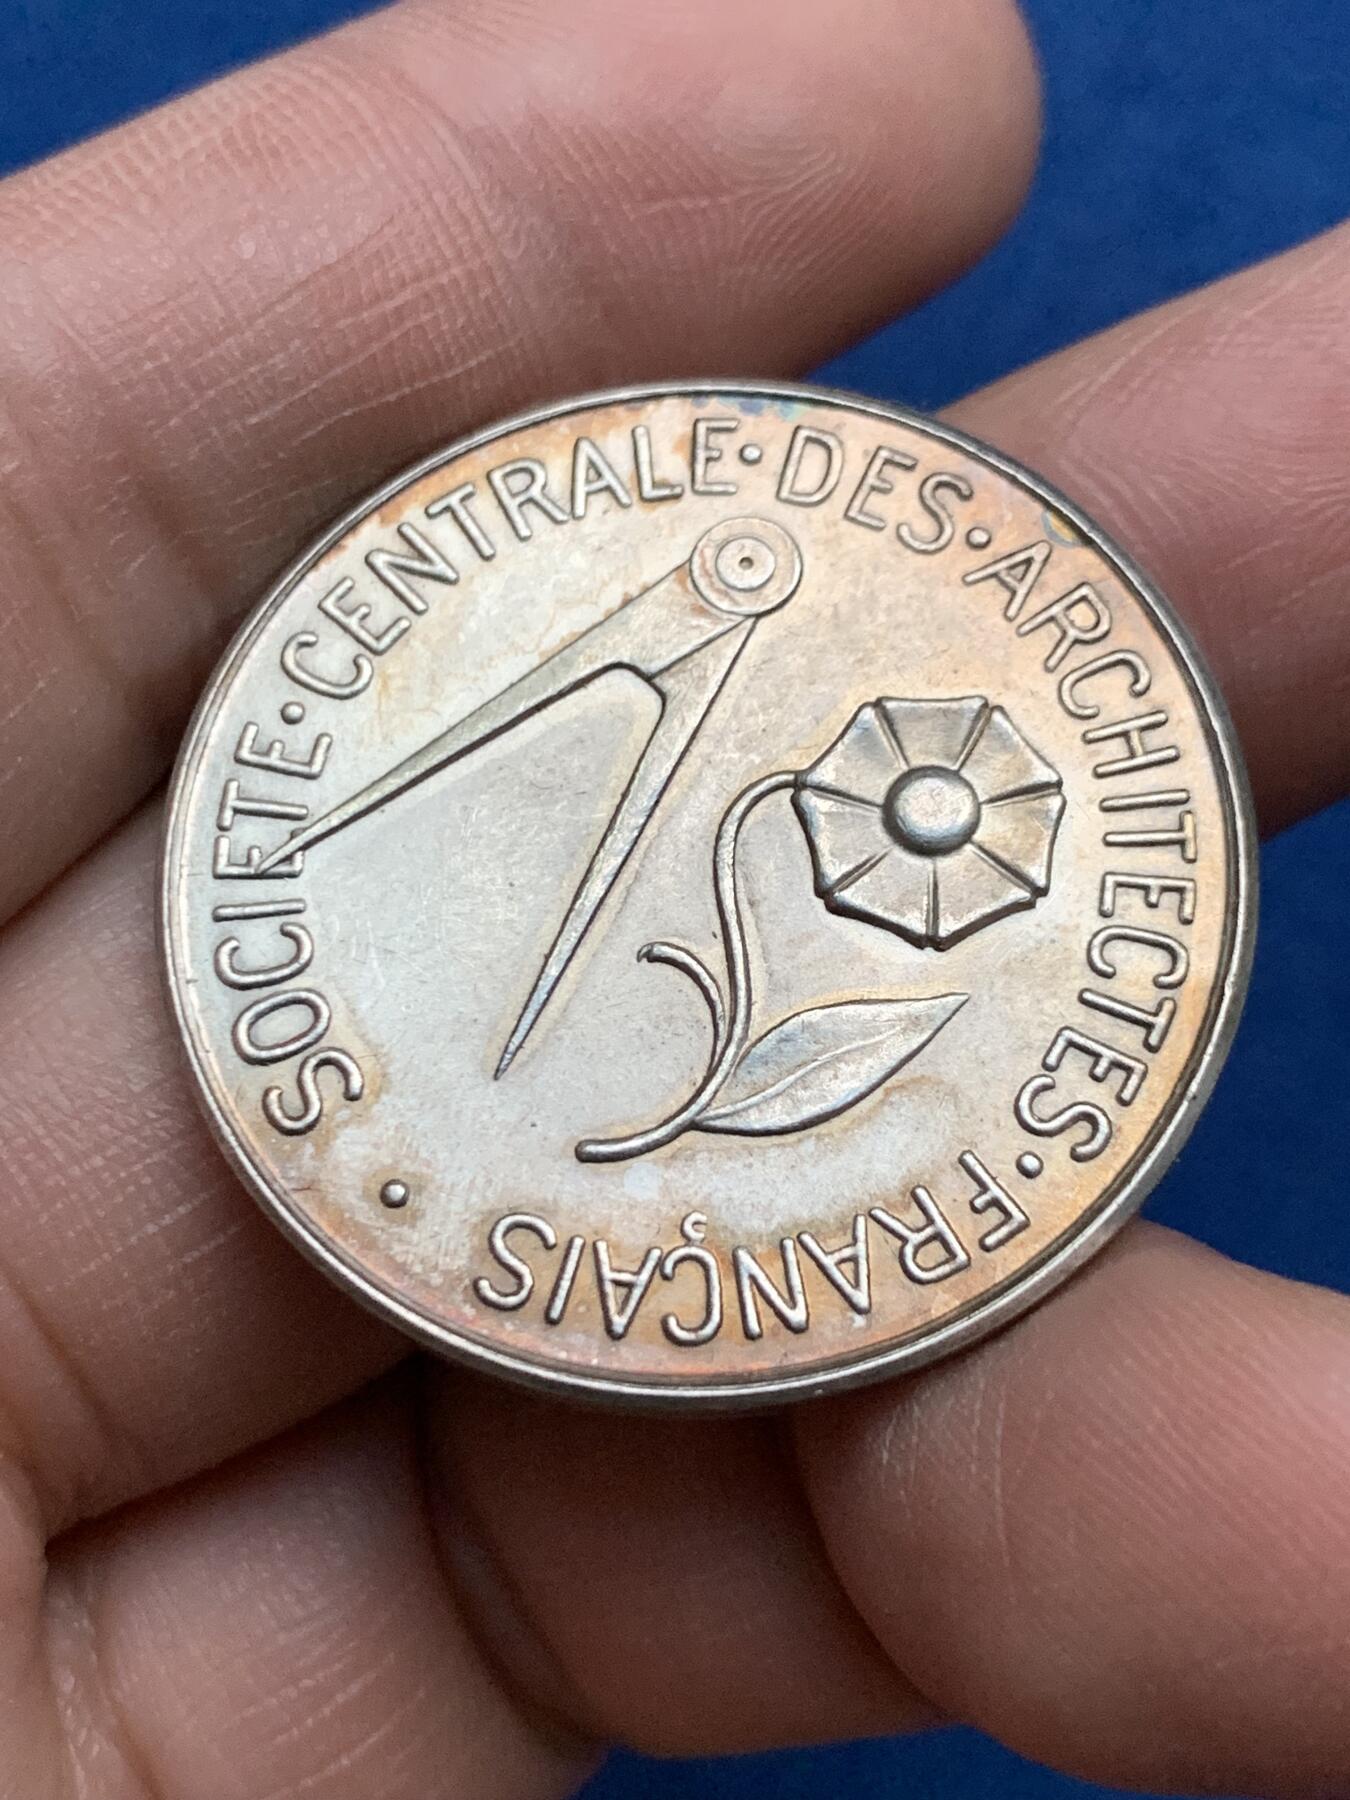 SOCIETE · CENTRALE · DES · ARCHITECTES · FRANÇAIS ·